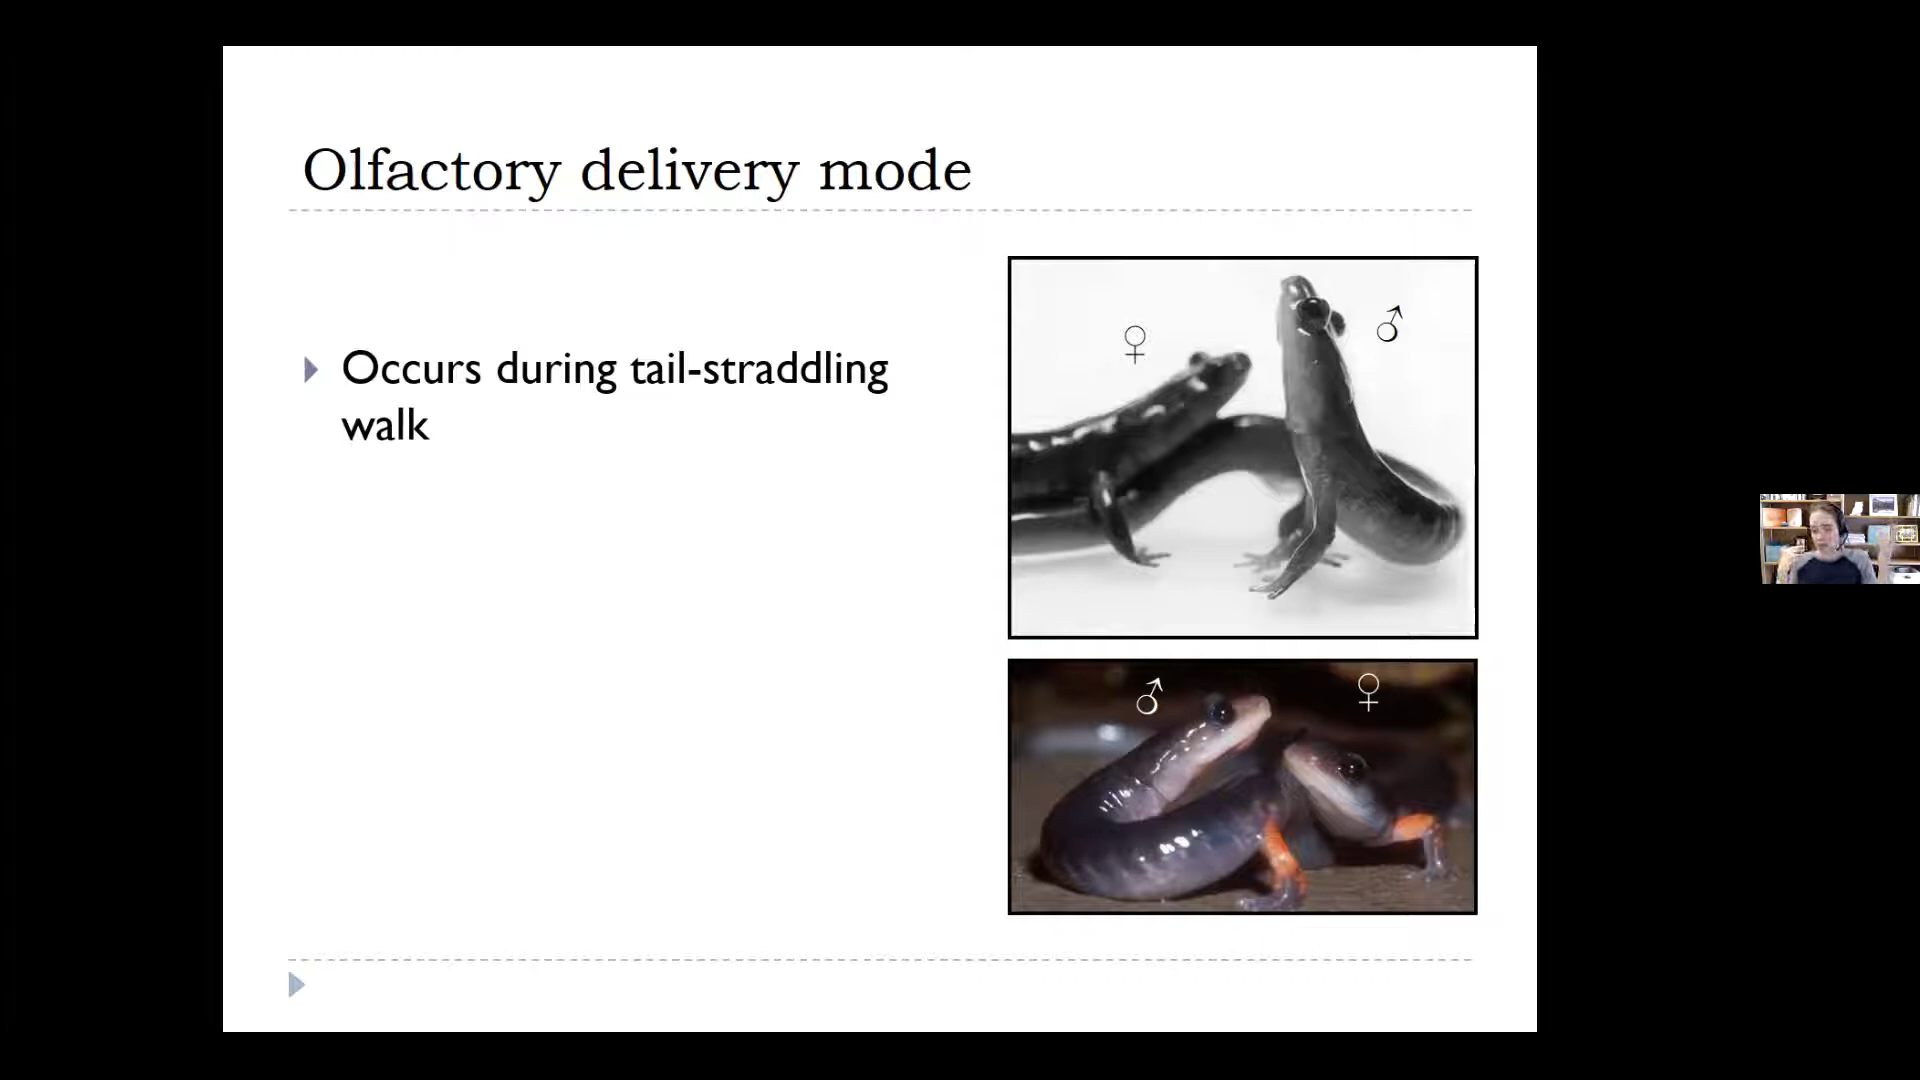 Olfactory delivery mode
Occurs during tail-straddling
walk
♀
♂
♂
♀